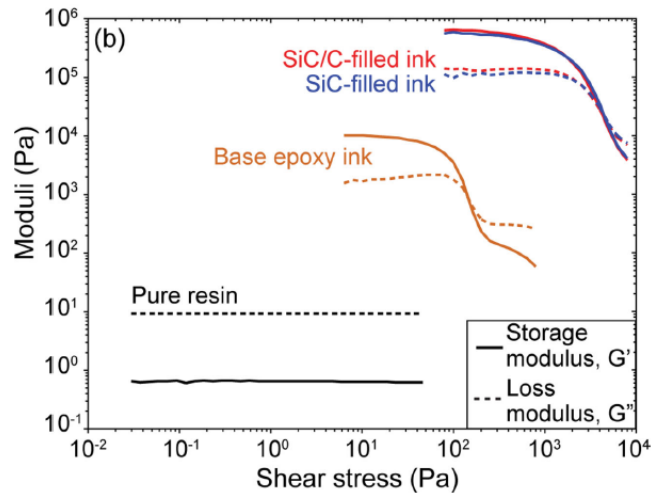 (b)
SiC/C-filled ink
SiC-filled ink
Base epoxy ink
Pure resin
Storage
modulus, G'
Loss
modulus, G"
Moduli (Pa)
10^6
10^5
10^4
10^3
10^2
10^1
10^0
10^-1
10^-2 10^-1 10^0 10^1 10^2 10^3 10^4
Shear stress (Pa)